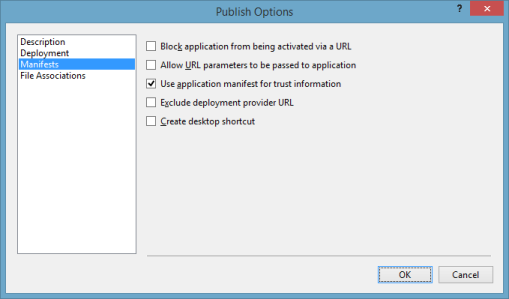 Publish Options
?
Description
Deployment
Manifests
File Associations
Block application from being activated via a URL
Allow URL parameters to be passed to application
Use application manifest for trust information
Exclude deployment provider URL
Create desktop shortcut
OK
Cancel